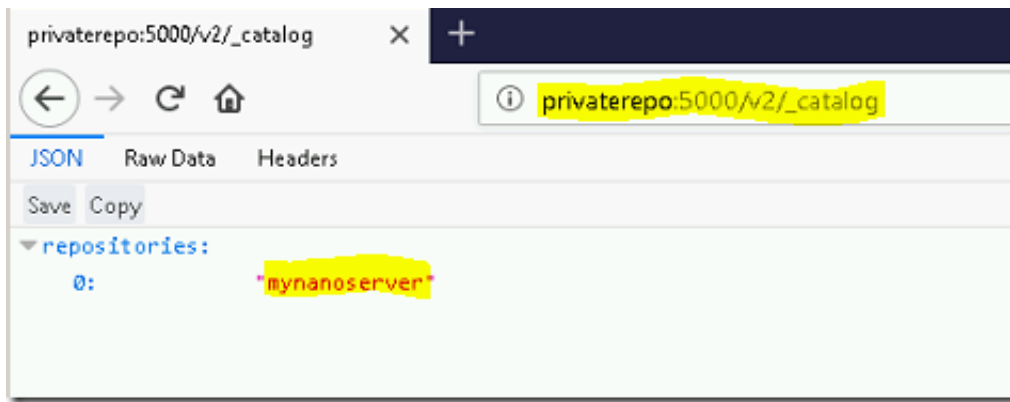 privaterepo:5000/v2/_catalog
privaterepo:5000/v2/_catalog
JSON Raw Data Headers
Save Copy
repositories:
0: "mynanoserver"